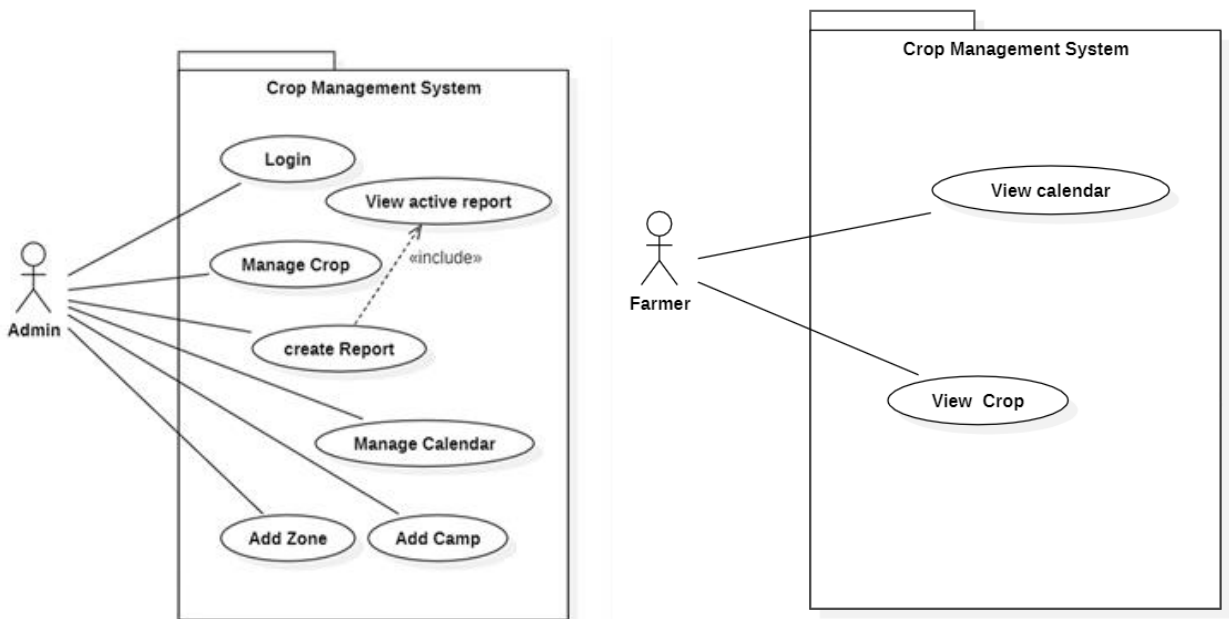 Crop Management System
Login
View active report
Manage Crop
«include»
Admin
create Report
Manage Calendar
Add Zone
Add Camp
Crop Management System
View calendar
Farmer
View Crop